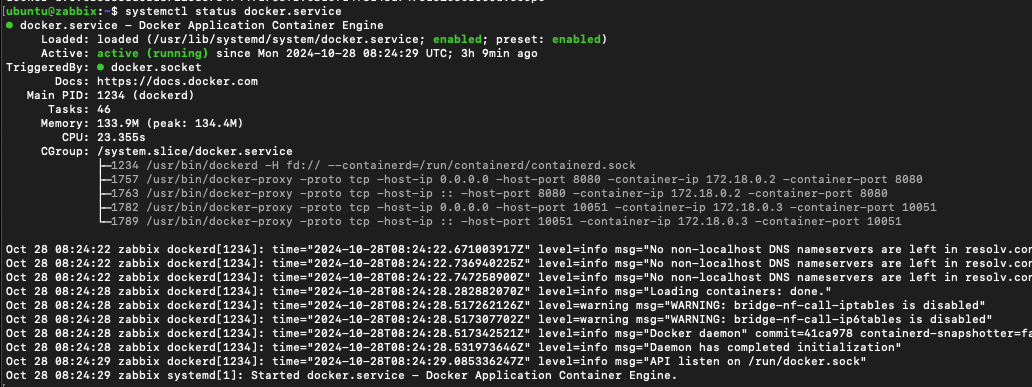 ubuntu@zabbix:~$ systemctl status docker.service
● docker.service – Docker Application Container Engine
Loaded: loaded (/usr/lib/systemd/system/docker.service; enabled; preset: enabled)
Active: active (running) since Mon 2024-10-28 08:24:29 UTC; 3h 9min ago
TriggeredBy: ● docker.socket
Docs: https://docs.docker.com
Main PID: 1234 (dockerd)
Tasks: 46
Memory: 133.9M (peak: 134.4M)
CPU: 23.355s
CGroup: /system.slice/docker.service
├─1234 /usr/bin/dockerd -H fd:// --containerd=/run/containerd/containerd.sock
├─1757 /usr/bin/docker-proxy -proto tcp -host-ip 0.0.0.0 -host-port 8080 -container-ip 172.18.0.2 -container-port 8080
├─1763 /usr/bin/docker-proxy -proto tcp -host-ip :: -host-port 8080 -container-ip 172.18.0.2 -container-port 8080
├─1782 /usr/bin/docker-proxy -proto tcp -host-ip 0.0.0.0 -host-port 10051 -container-ip 172.18.0.3 -container-port 10051
└─1789 /usr/bin/docker-proxy -proto tcp -host-ip :: -host-port 10051 -container-ip 172.18.0.3 -container-port 10051
Oct 28 08:24:22 zabbix dockerd[1234]: time="2024-10-28T08:24:22.671003917Z" level=info msg="No non-localhost DNS nameservers are left in resolv.con
Oct 28 08:24:22 zabbix dockerd[1234]: time="2024-10-28T08:24:22.736940225Z" level=info msg="No non-localhost DNS nameservers are left in resolv.con
Oct 28 08:24:22 zabbix dockerd[1234]: time="2024-10-28T08:24:22.747258900Z" level=info msg="No non-localhost DNS nameservers are left in resolv.con
Oct 28 08:24:28 zabbix dockerd[1234]: time="2024-10-28T08:24:28.282882070Z" level=info msg="Loading containers: done."
Oct 28 08:24:28 zabbix dockerd[1234]: time="2024-10-28T08:24:28.517262126Z" level=warning msg="WARNING: bridge-nf-call-iptables is disabled"
Oct 28 08:24:28 zabbix dockerd[1234]: time="2024-10-28T08:24:28.517307702Z" level=warning msg="WARNING: bridge-nf-call-ip6tables is disabled"
Oct 28 08:24:28 zabbix dockerd[1234]: time="2024-10-28T08:24:28.517342521Z" level=info msg="Docker daemon" commit=41ca978 containerd-snapshotter=fa
Oct 28 08:24:28 zabbix dockerd[1234]: time="2024-10-28T08:24:28.531973646Z" level=info msg="Daemon has completed initialization"
Oct 28 08:24:29 zabbix dockerd[1234]: time="2024-10-28T08:24:29.085336247Z" level=info msg="API listen on /run/docker.sock"
Oct 28 08:24:29 zabbix systemd[1]: Started docker.service – Docker Application Container Engine.